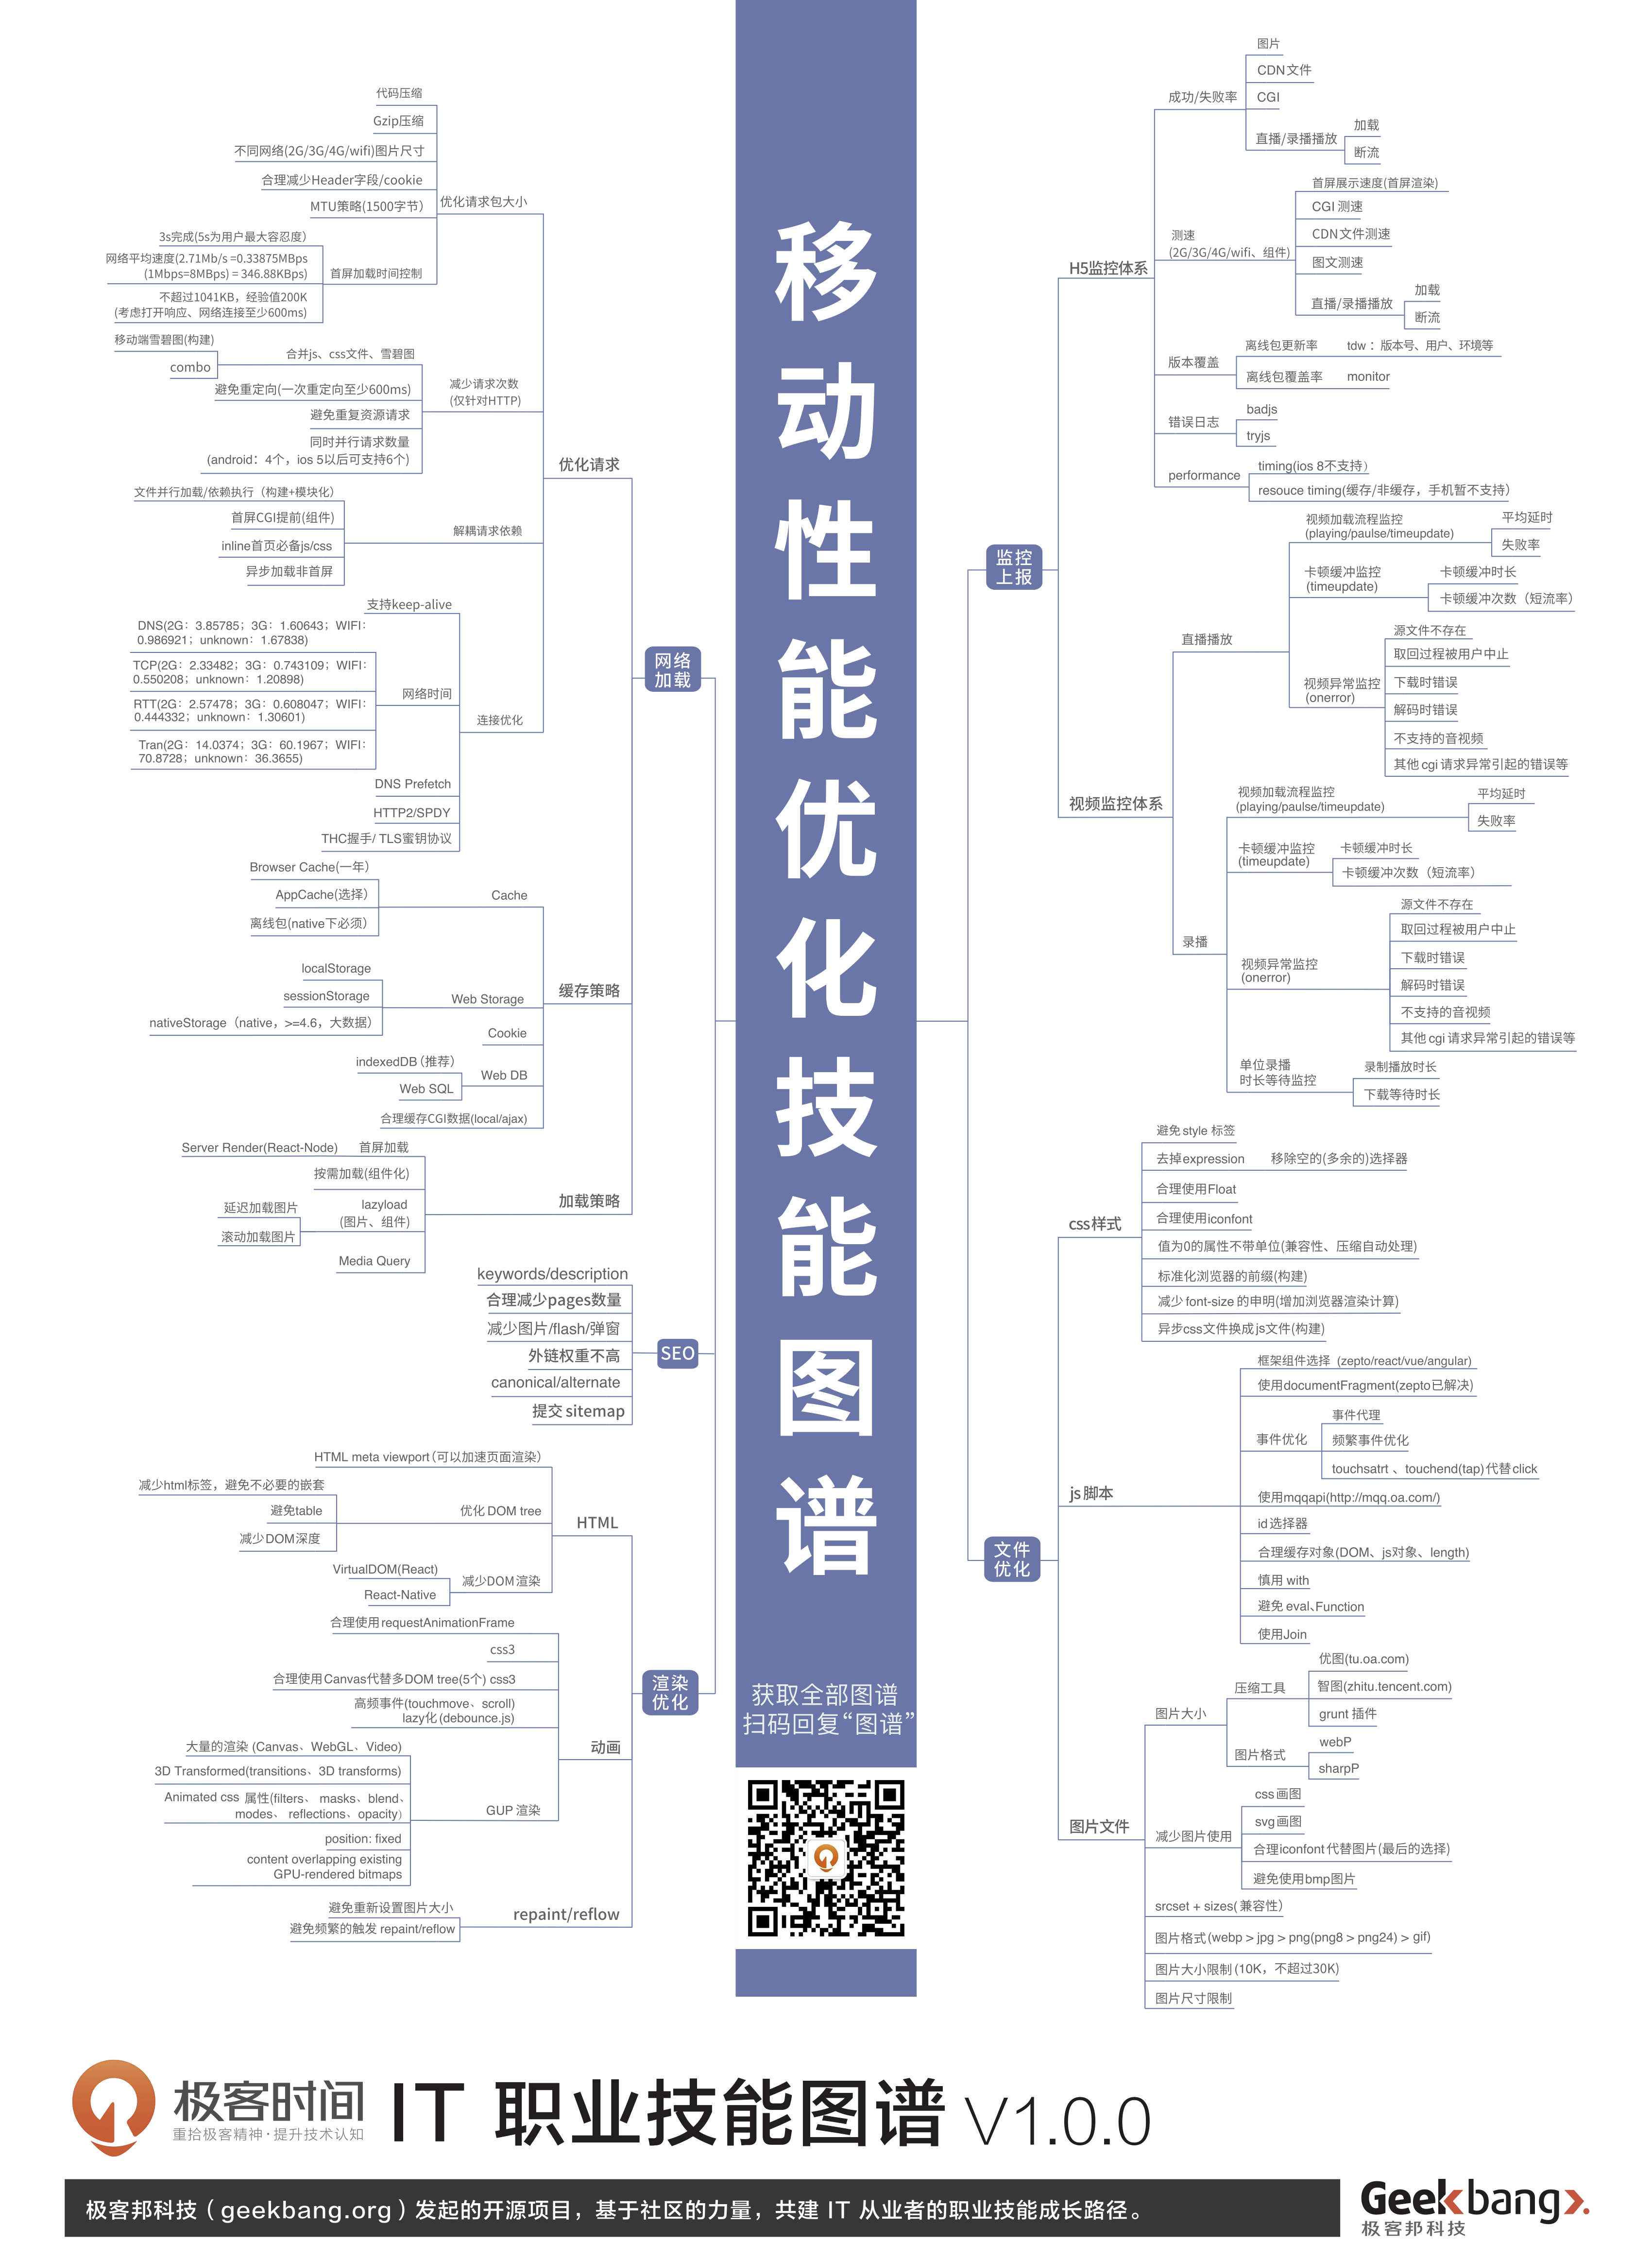 移动性能优化技能图谱
获取全部图谱
扫码回复“图谱”
网络
加载
优化请求
优化请求包大小
代码压缩
Gzip压缩
不同网络(2G/3G/4G/wifi)图片尺寸
合理减少Header字段/cookie
MTU策略(1500字节)
首屏加载时间控制
3s完成(5s为用户最大容忍度)
网络平均速度(2.71Mb/s =0.33875MBps
(1Mbps=8MBps) = 346.88KBps)
不超过1041KB，经验值200K
(考虑打开响应、网络连接至少600ms)
减少请求次数
(仅针对HTTP)
合并js、css文件、雪碧图
移动端雪碧图(构建)
combo
避免重定向(一次重定向至少600ms)
避免重复资源请求
同时并行请求数量
(android：4个，ios 5以后可支持6个)
解耦请求依赖
文件并行加载/依赖执行（构建+模块化）
首屏CGI提前(组件)
inline首页必备js/css
异步加载非首屏
连接优化
支持keep-alive
网络时间
DNS(2G：3.85785；3G：1.60643；WIFI：
0.986921；unknown：1.67838)
TCP(2G：2.33482；3G：0.743109；WIFI：
0.550208；unknown：1.20898)
RTT(2G：2.57478；3G：0.608047；WIFI：
0.444332；unknown：1.30601)
Tran(2G：14.0374；3G：60.1967；WIFI：
70.8728；unknown：36.3655)
DNS Prefetch
HTTP2/SPDY
THC握手/ TLS蜜钥协议
缓存策略
Cache
Browser Cache(一年)
AppCache(选择)
离线包(native下必须)
Web Storage
localStorage
sessionStorage
nativeStorage（native，>=4.6，大数据）
Cookie
Web DB
indexedDB（推荐）
Web SQL
合理缓存CGI数据(local/ajax)
加载策略
首屏加载
Server Render(React-Node)
按需加载(组件化)
lazyload
(图片、组件)
延迟加载图片
滚动加载图片
Media Query
SEO
keywords/description
合理减少pages数量
减少图片/flash/弹窗
外链权重不高
canonical/alternate
提交 sitemap
渲染
优化
HTML
HTML meta viewport（可以加速页面渲染）
优化 DOM tree
减少html标签，避免不必要的嵌套
避免table
减少DOM深度
减少DOM渲染
VirtualDOM(React)
React-Native
动画
合理使用requestAnimationFrame
css3
合理使用Canvas代替多DOM tree(5个) css3
高频事件(touchmove、scroll)
lazy化 (debounce.js)
GUP 渲染
大量的渲染 (Canvas、WebGL、Video)
3D Transformed(transitions、3D transforms)
Animated css 属性(filters、 masks、blend、
modes、 reflections、opacity）
position: fixed
content overlapping existing
GPU-rendered bitmaps
repaint/reflow
避免重新设置图片大小
避免频繁的触发 repaint/reflow
监控
上报
H5监控体系
成功/失败率
图片
CDN文件
CGI
直播/录播播放
加载
断流
测速
(2G/3G/4G/wifi、组件)
首屏展示速度(首屏渲染)
CGI 测速
CDN文件测速
图文测速
直播/录播播放
加载
断流
版本覆盖
离线包更新率 tdw ：版本号、用户、环境等
离线包覆盖率 monitor
错误日志
badjs
tryjs
performance
timing(ios 8不支持）
resouce timing(缓存/非缓存，手机暂不支持）
视频监控体系
直播播放
视频加载流程监控
(playing/paulse/timeupdate)
平均延时
失败率
卡顿缓冲监控
(timeupdate)
卡顿缓冲时长
卡顿缓冲次数（短流率）
视频异常监控
(onerror)
源文件不存在
取回过程被用户中止
下载时错误
解码时错误
不支持的音视频
其他 cgi 请求异常引起的错误等
录播
视频加载流程监控
(playing/paulse/timeupdate)
平均延时
失败率
卡顿缓冲监控
(timeupdate)
卡顿缓冲时长
卡顿缓冲次数（短流率）
视频异常监控
(onerror)
源文件不存在
取回过程被用户中止
下载时错误
解码时错误
不支持的音视频
其他 cgi 请求异常引起的错误等
单位录播
时长等待监控
录制播放时长
下载等待时长
文件
优化
css样式
避免 style 标签
去掉expression 移除空的(多余的)选择器
合理使用Float
合理使用iconfont
值为0的属性不带单位(兼容性、压缩自动处理)
标准化浏览器的前缀(构建)
减少 font-size 的申明(增加浏览器渲染计算)
异步css文件换成js文件(构建)
js 脚本
框架组件选择 (zepto/react/vue/angular)
使用documentFragment(zepto已解决)
事件优化
事件代理
频繁事件优化
touchsatrt 、touchend(tap)代替click
使用mqqapi(http://mqq.oa.com/)
id选择器
合理缓存对象(DOM、js对象、length)
慎用 with
避免 eval、Function
使用Join
图片文件
图片大小
压缩工具
优图(tu.oa.com)
智图(zhitu.tencent.com)
grunt 插件
图片格式
webP
sharpP
减少图片使用
css画图
svg画图
合理iconfont代替图片(最后的选择)
避免使用bmp图片
srcset + sizes( 兼容性）
图片格式 (webp > jpg > png(png8 > png24) > gif)
图片大小限制 (10K，不超过30K)
图片尺寸限制
极客时间
重拾极客精神·提升技术认知
IT 职业技能图谱 V1.0.0
极客邦科技（geekbang.org）发起的开源项目，基于社区的力量，共建 IT 从业者的职业技能成长路径。
Geekbang>.
极客邦科技